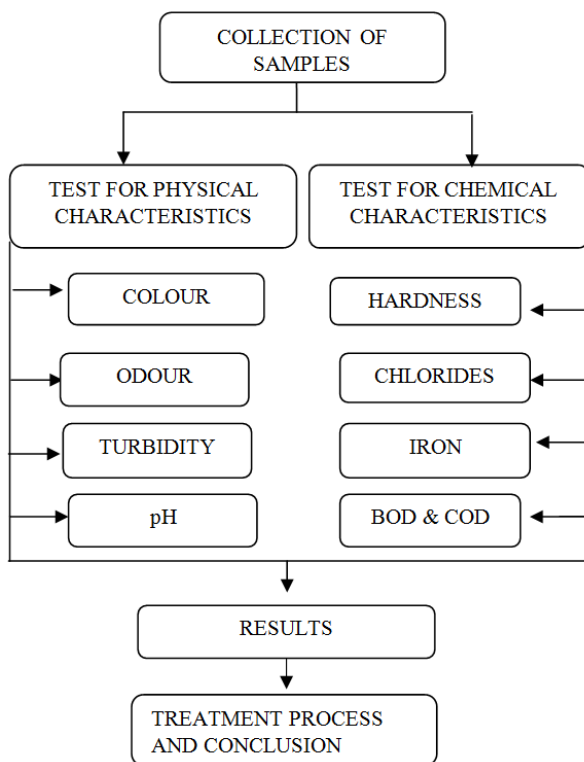 COLLECTION OF
SAMPLES
TEST FOR PHYSICAL
CHARACTERISTICS
TEST FOR CHEMICAL
CHARACTERISTICS
COLOUR
HARDNESS
ODOUR
CHLORIDES
TURBIDITY
IRON
pH
BOD & COD
RESULTS
TREATMENT PROCESS
AND CONCLUSION